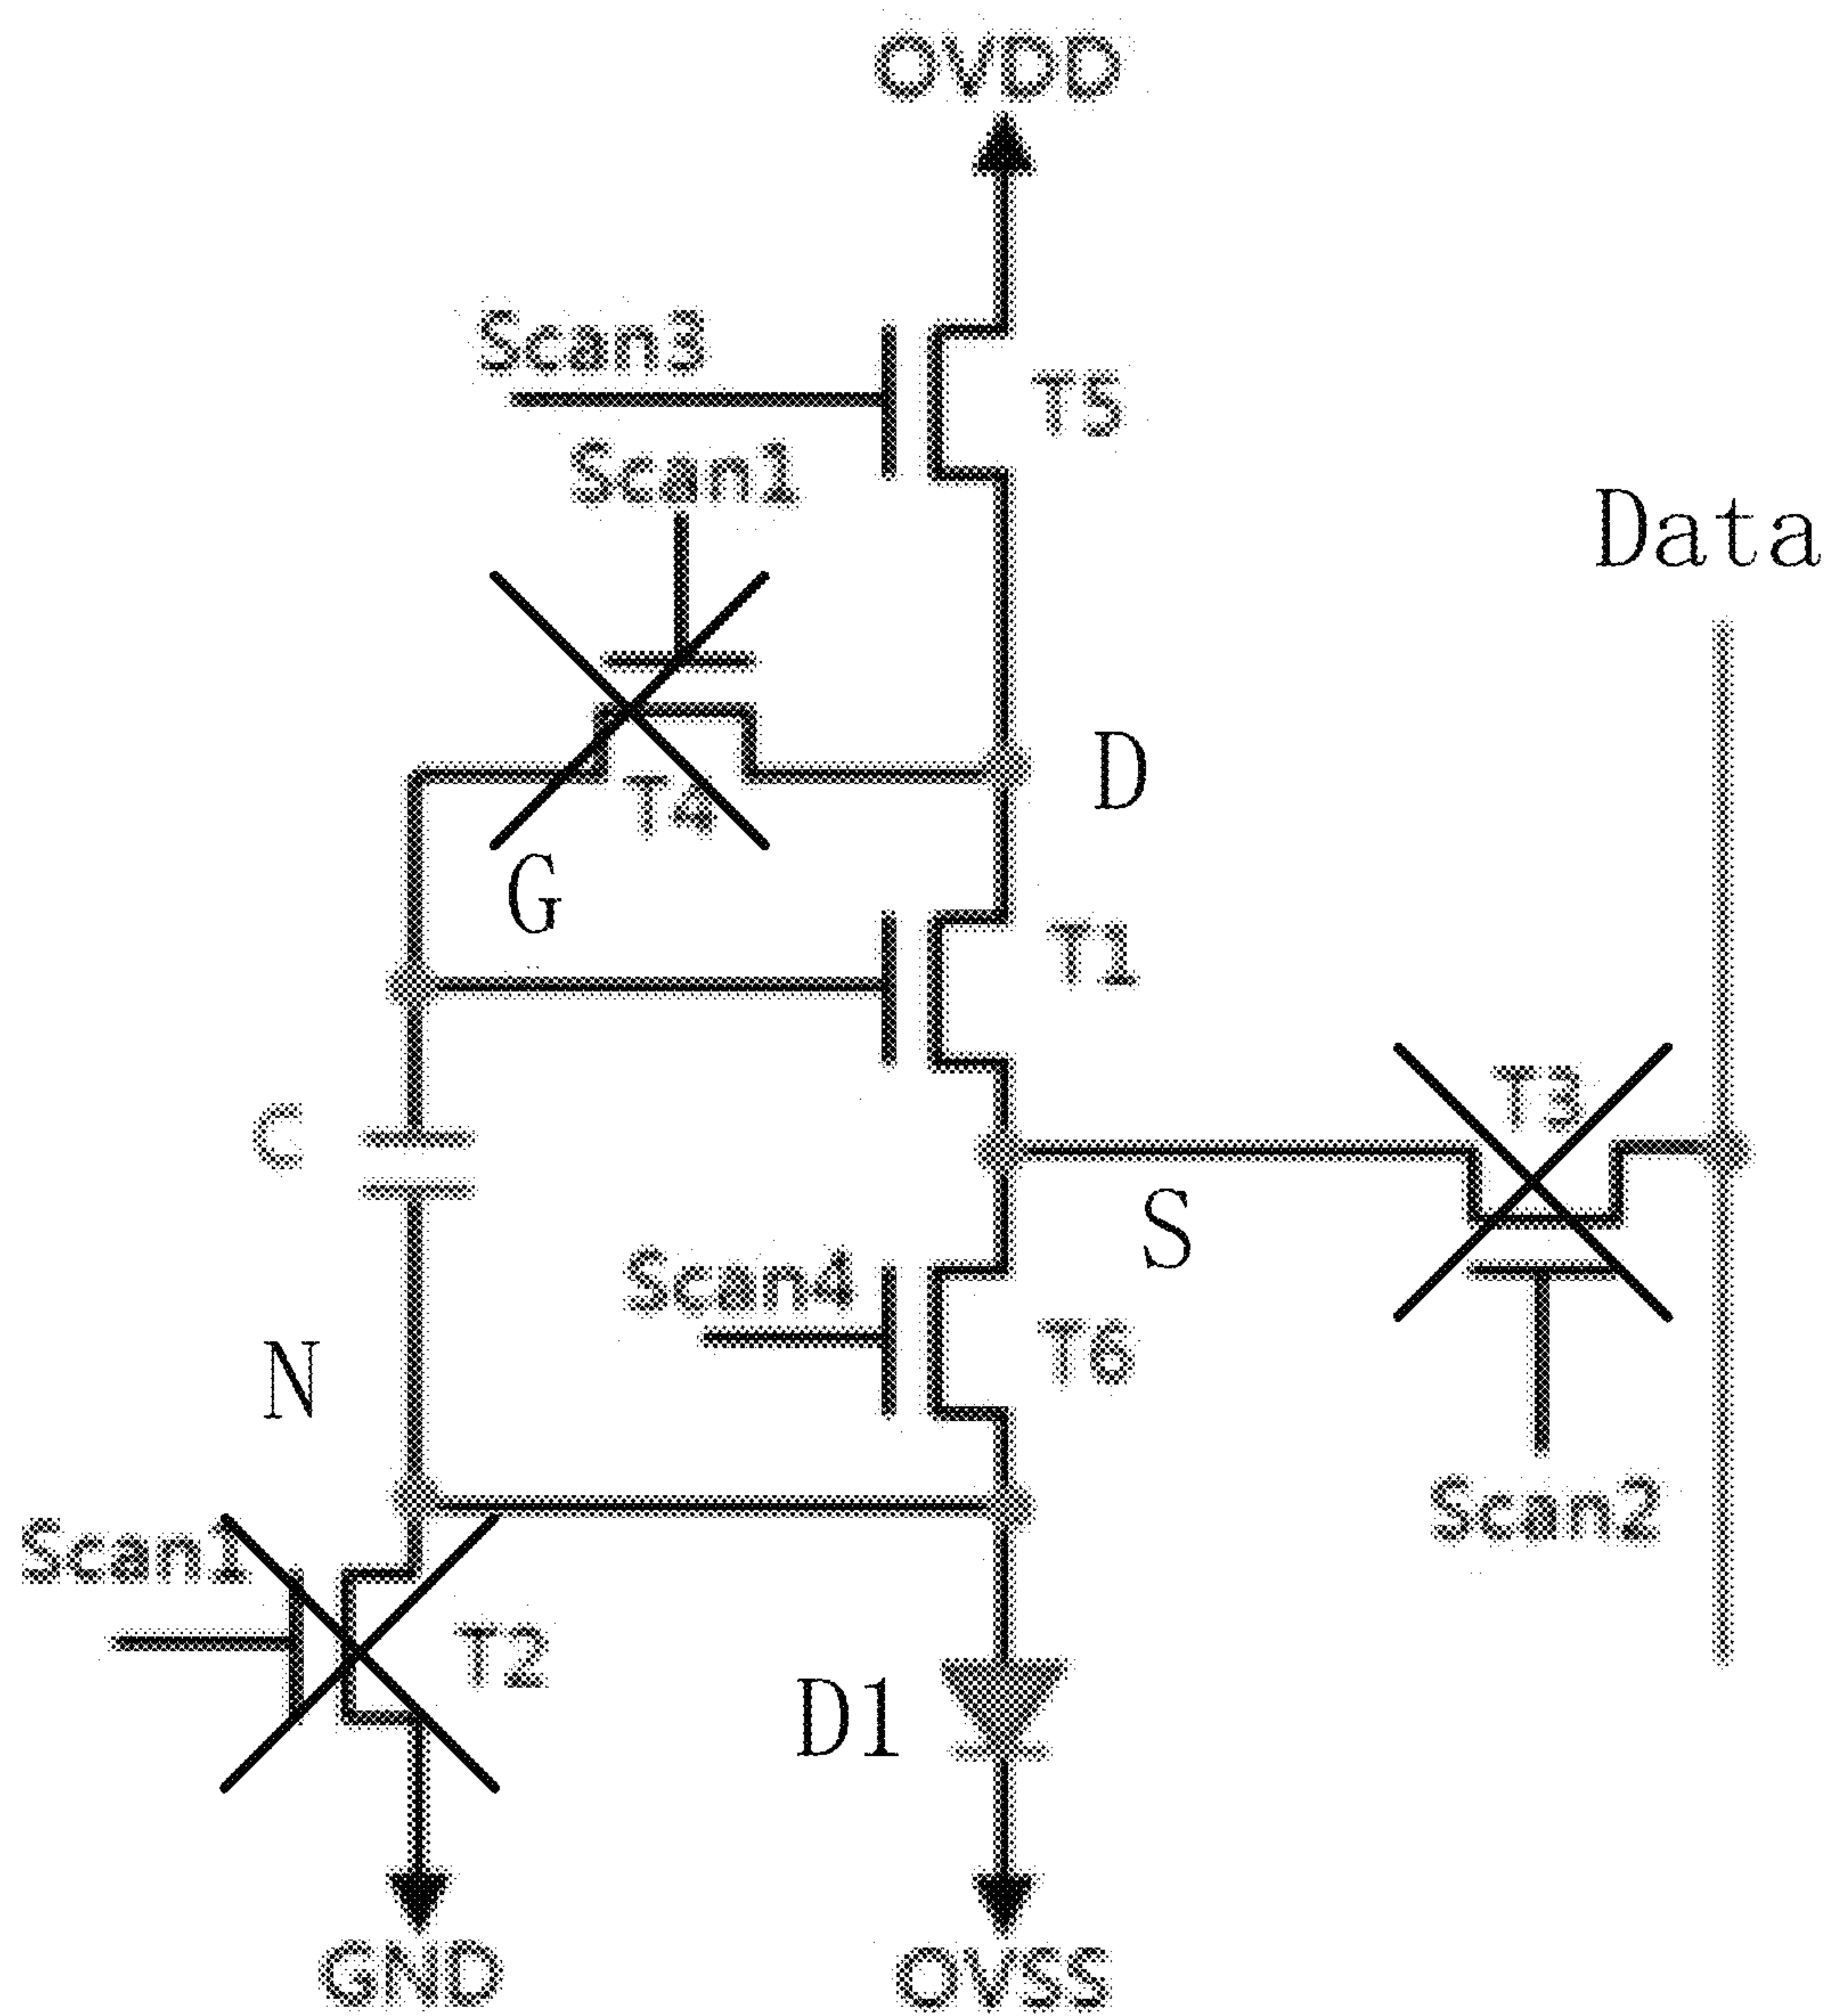 OVDD
Scan3
T5
Scan1
Data
D
T4
G
T1
C
T3
S
Scan4
N
T6
Scan2
Scan1
T2
D1
GND
OVSS